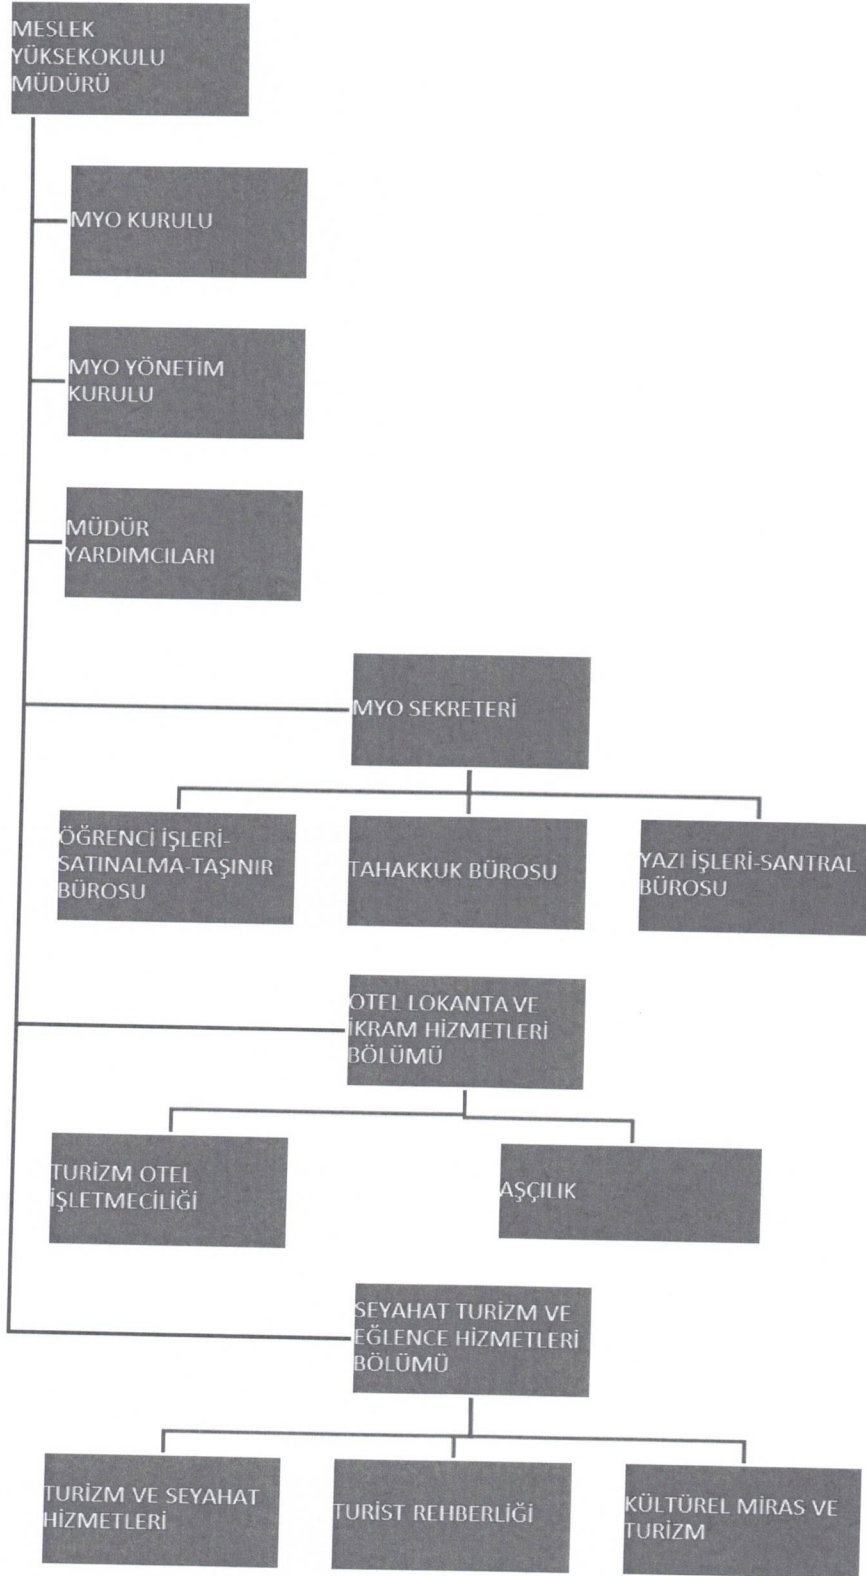 MESLEK
YÜKSEKOKULU
MÜDÜRÜ
MYO KURULU
MYO YÖNETİM
KURULU
MÜDÜR
YARDIMCILARI
MYO SEKRETERİ
ÖĞRENCİ İŞLERİ-
SATINALMA-TAŞINIR
BÜROSU
TAHAKKUK BÜROSU
YAZI İŞLERİ-SANTRAL
BÜROSU
OTEL LOKANTA VE
İKRAM HİZMETLERİ
BÖLÜMÜ
TURİZM OTEL
İŞLETMECİLİĞİ
AŞÇILIK
SEYAHAT TURİZM VE
EĞLENCE HİZMETLERİ
BÖLÜMÜ
TURİZM VE SEYAHAT
HİZMETLERİ
TURİST REHBERLİĞİ
KÜLTÜREL MİRAS VE
TURİZM